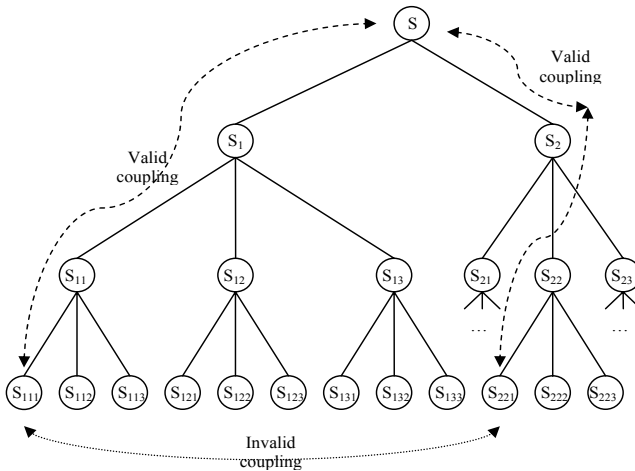 S
Valid
coupling
S₁
S₂
Valid
coupling
S₁₁
S₁₂
S₁₃
S₂₁
S₂₂
S₂₃
...
...
S₁₁₁
S₁₁₂
S₁₁₃
S₁₂₁
S₁₂₂
S₁₂₃
S₁₃₁
S₁₃₂
S₁₃₃
S₂₂₁
S₂₂₂
S₂₂₃
Invalid
coupling